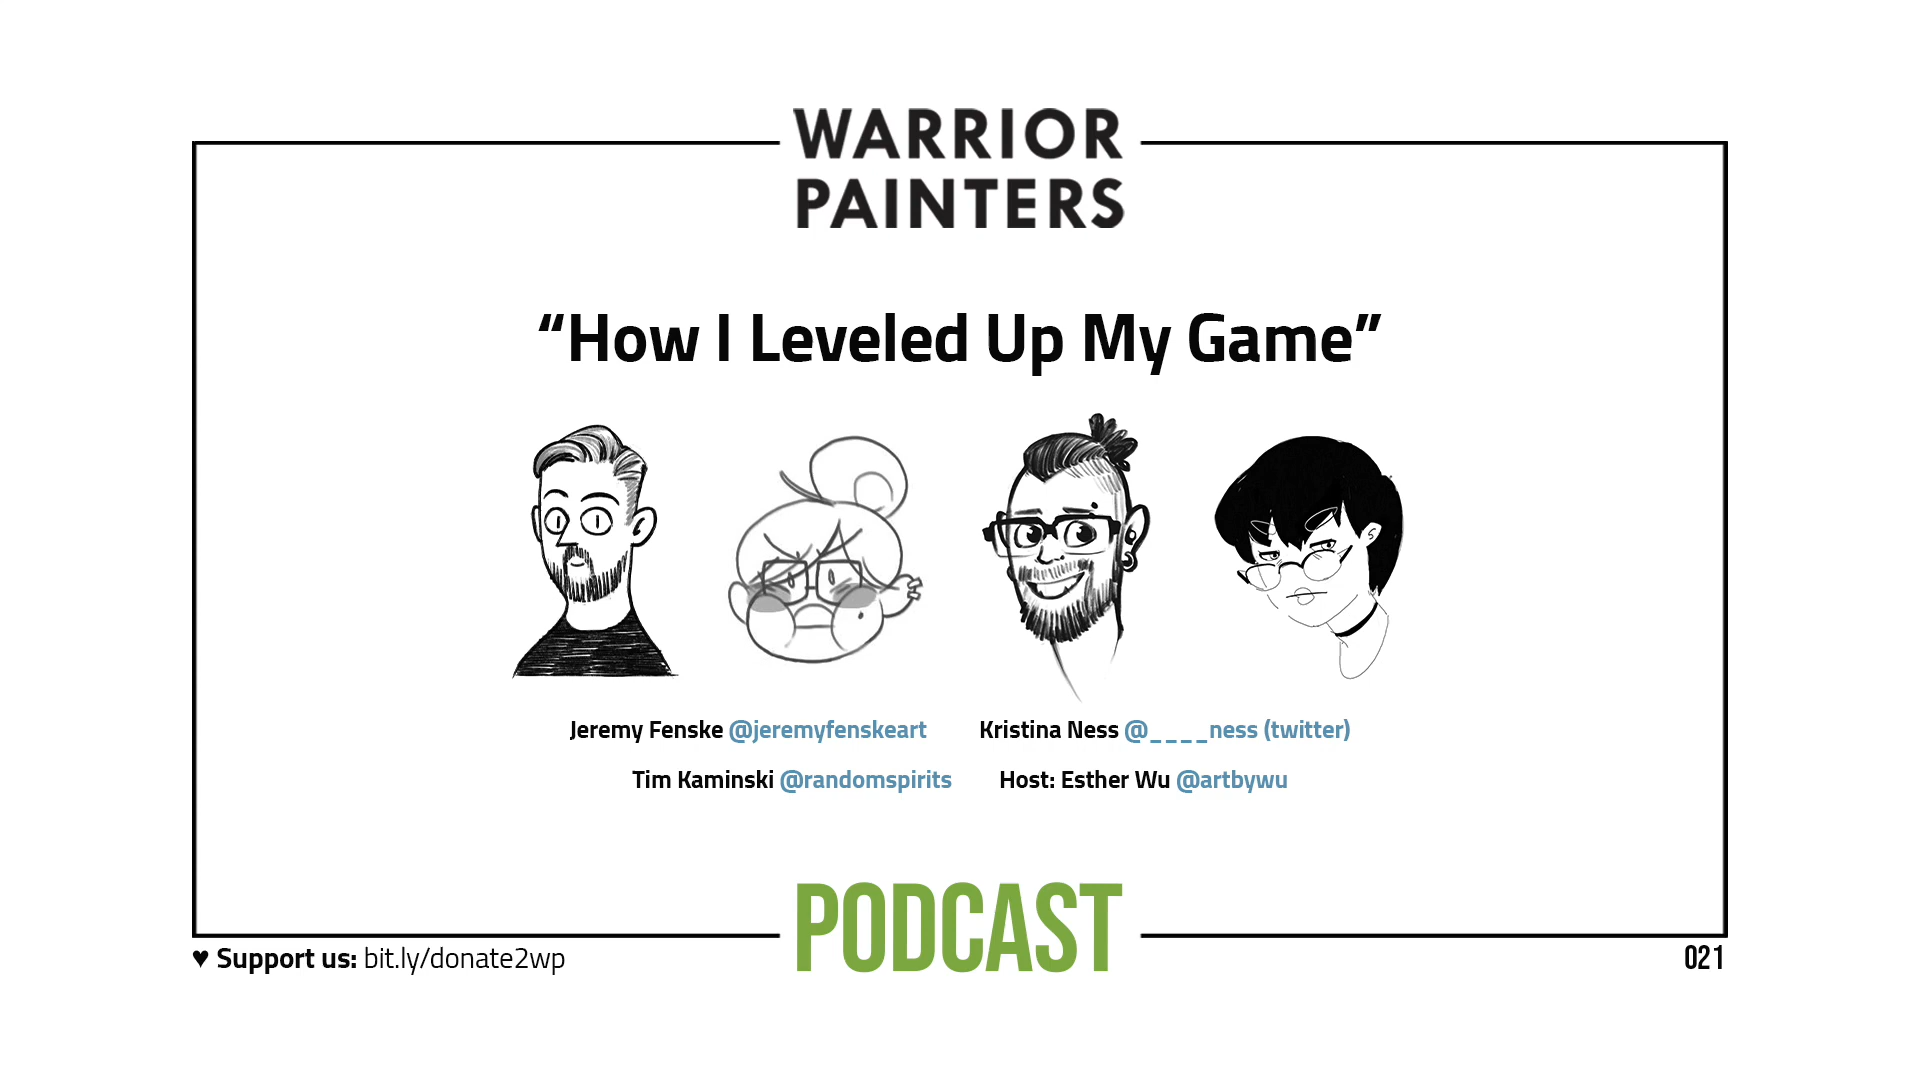 WARRIOR
PAINTERS
“How I Leveled Up My Game”
Jeremy Fenske @jeremyfenskeart Kristina Ness @____ness (twitter)
Tim Kaminski @randomspirits Host: Esther Wu @artbywu
PODCAST
♥ Support us: bit.ly/donate2wp
021